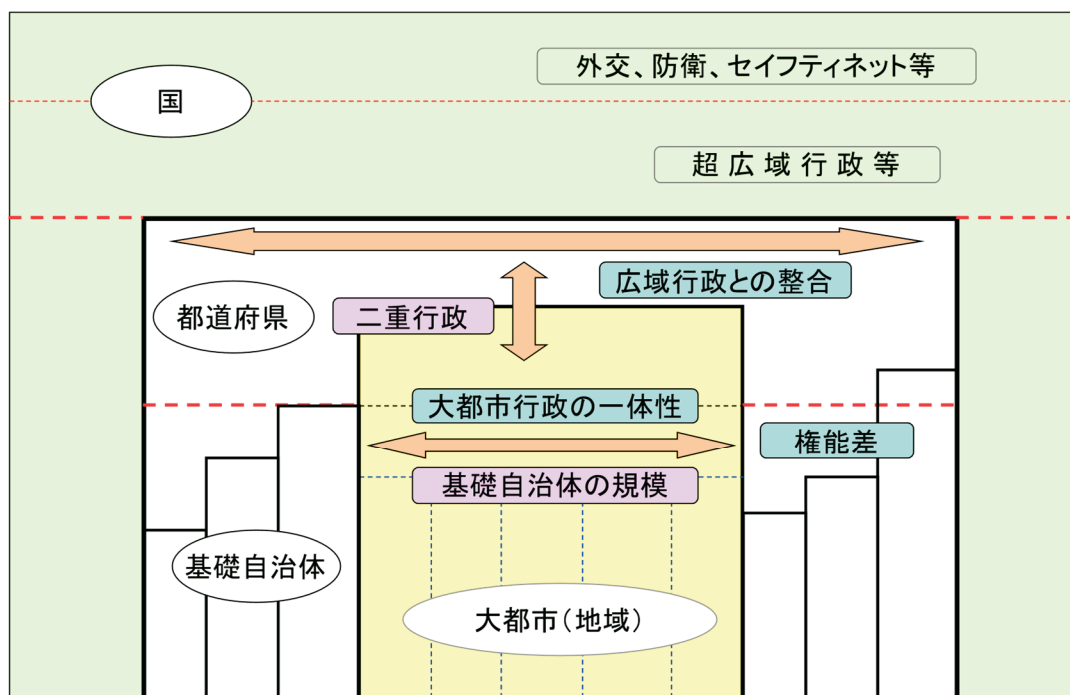 外交、防衛、セイフティネット等
国
超広域行政等
広域行政との整合
都道府県
二重行政
大都市行政の一体性
権能差
基礎自治体の規模
基礎自治体
大都市（地域）